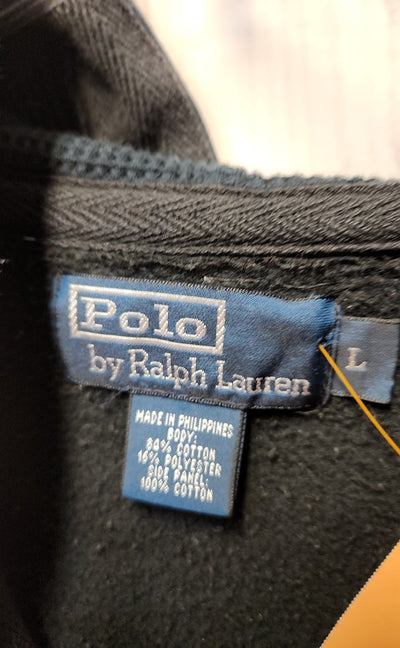 Polo
by Ralph Lauren
L
MADE IN PHILIPPINES
BODY:
84% COTTON
16% POLYESTER
SIDE PANEL:
100% COTTON